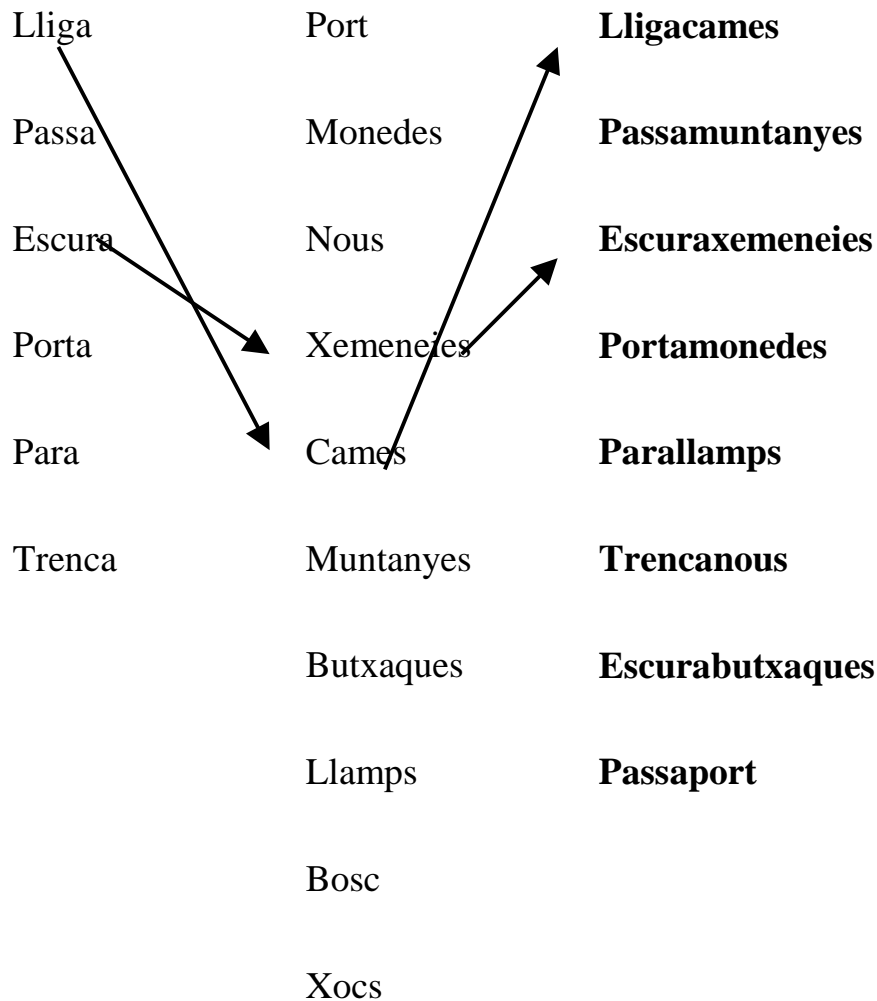 Lliga Port Lligacames
Passa Monedes Passamuntanyes
Escura Nous Escuraxemeneies
Porta Xemeneies Portamonedes
Para Cames Parallamps
Trenca Muntanyes Trencanous
Butxaques Escurabutxaques
Llamps Passaport
Bosc
Xocs